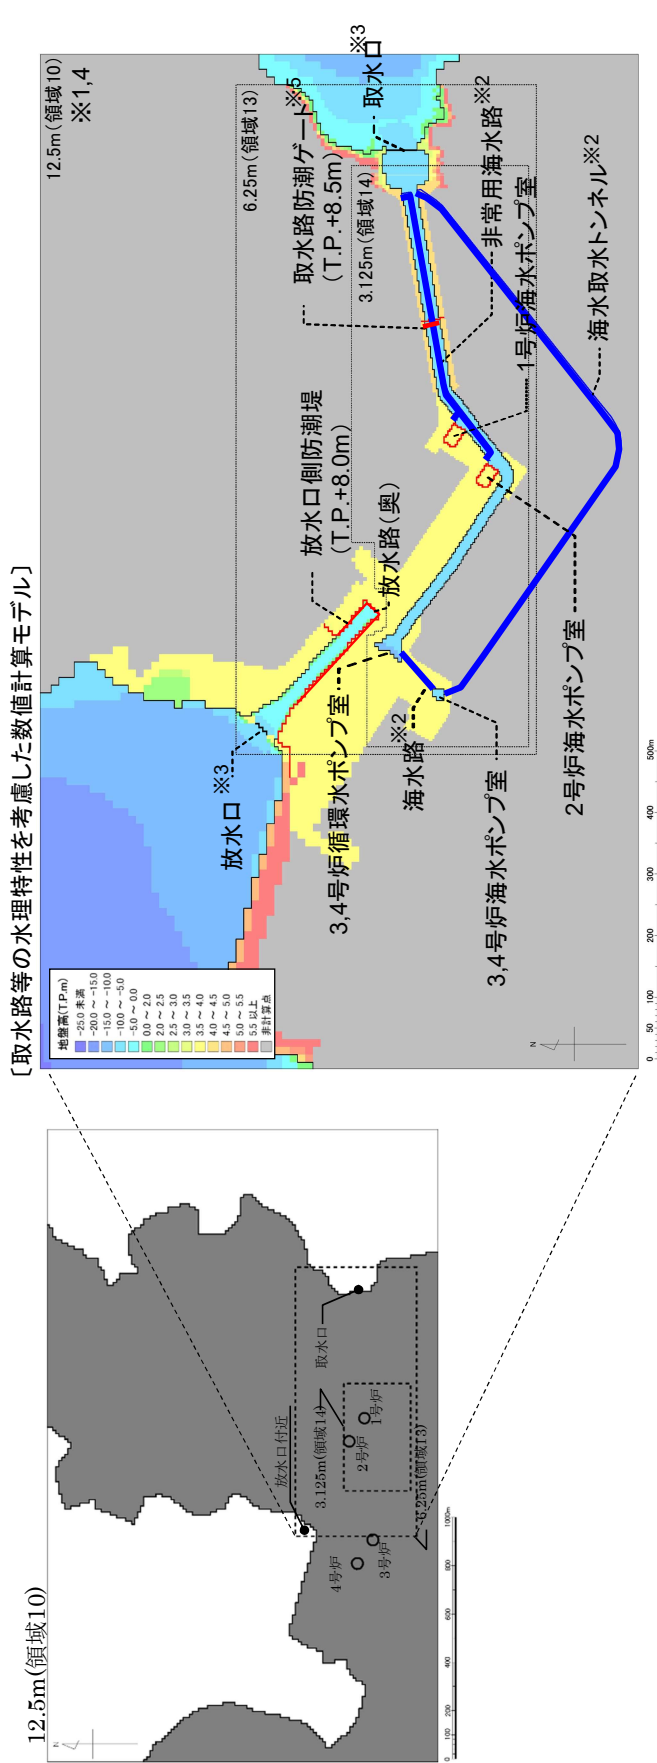 [取水路等の水理特性を考慮した数値計算モデル]
12.5m(領域10)
※1,4
6.25m(領域13)
3.125m(領域14)
取水路防潮ゲート※5
(T.P.+8.5m)
取水口※3
非常用海水路※2
1号炉海水ポンプ室
海水取水トンネル※2
放水口側防潮堤
(T.P.+8.0m)
放水路(奥)
放水口※3
3,4号炉循環水ポンプ室
海水路※2
3,4号炉海水ポンプ室
2号炉海水ポンプ室
地盤高(T.P.m)
-25.0 未満
-20.0 ~ -15.0
-15.0 ~ -10.0
-10.0 ~ -5.0
-5.0 ~ 0.0
0.0 ~ 2.0
2.0 ~ 2.5
2.5 ~ 3.0
3.0 ~ 3.5
3.5 ~ 4.0
4.0 ~ 4.5
4.5 ~ 5.0
5.0 ~ 5.5
5.5 以上
非計算点
N
0 50 100 200 300 400 500m
12.5m(領域10)
放水口付近
取水口
3.125m(領域14)
1号炉
2号炉
3号炉
4号炉
6.25m(領域13)
N
0 100 200 400 600 800 1000m